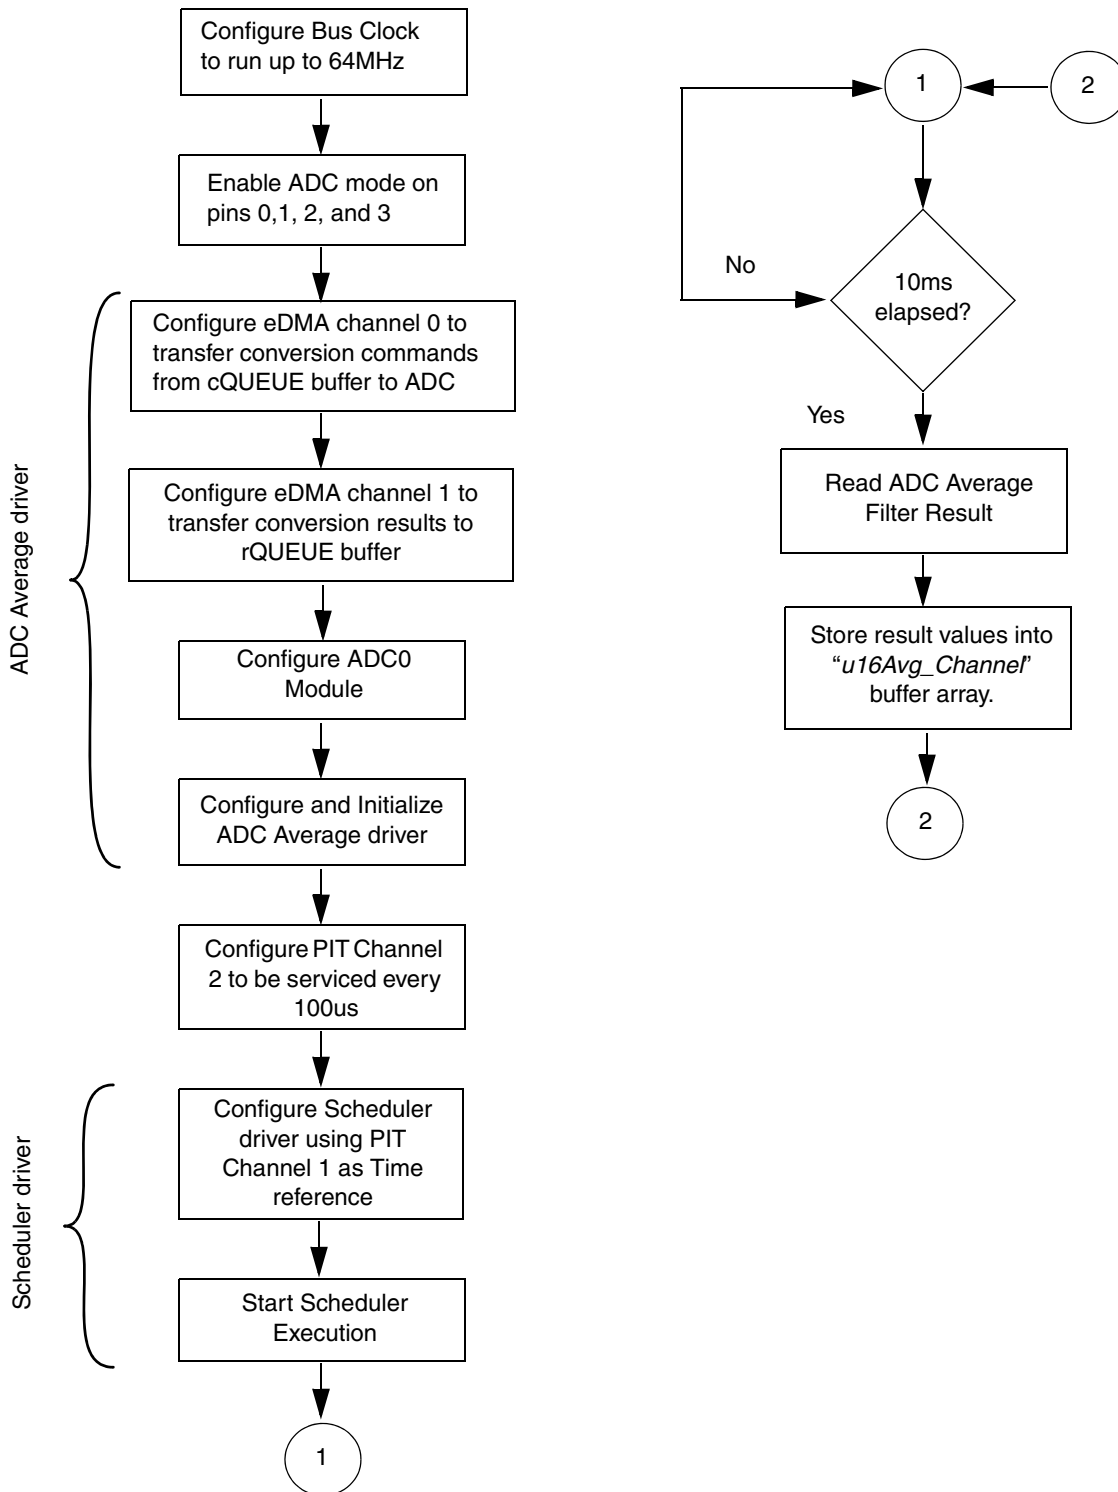 Configure Bus Clock
to run up to 64MHz
Enable ADC mode on
pins 0,1, 2, and 3
ADC Average driver
Configure eDMA channel 0 to
transfer conversion commands
from cQUEUE buffer to ADC
Configure eDMA channel 1 to
transfer conversion results to
rQUEUE buffer
Configure ADC0
Module
Configure and Initialize
ADC Average driver
Configure PIT Channel
2 to be serviced every
100us
Scheduler driver
Configure Scheduler
driver using PIT
Channel 1 as Time
reference
Start Scheduler
Execution
1
1
2
No
10ms
elapsed?
Yes
Read ADC Average
Filter Result
Store result values into
“u16Avg_Channel”
buffer array.
2